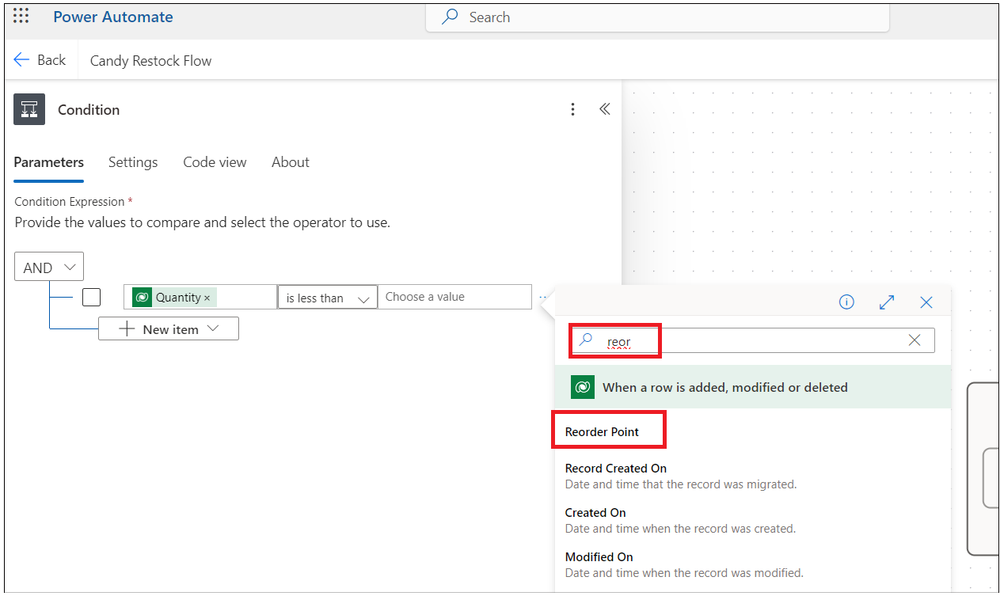 Power Automate
Search
Back
Candy Restock Flow
Condition
Parameters Settings Code view About
Condition Expression *
Provide the values to compare and select the operator to use.
AND
Quantity × is less than Choose a value
New item
reor
When a row is added, modified or deleted
Reorder Point
Record Created On
Date and time that the record was migrated.
Created On
Date and time when the record was created.
Modified On
Date and time when the record was modified.